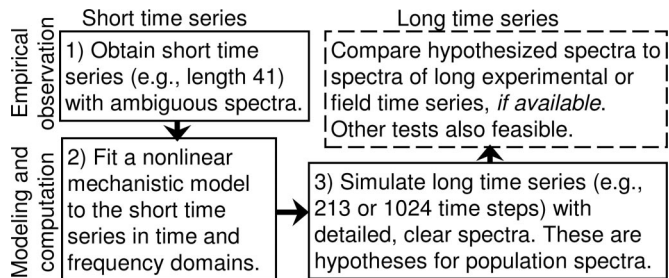 Short time series
Long time series
Empirical
observation
1) Obtain short time
series (e.g., length 41)
with ambiguous spectra.
Compare hypothesized spectra to
spectra of long experimental or
field time series, if available.
Other tests also feasible.
Modeling and
computation
2) Fit a nonlinear
mechanistic model
to the short time
series in time and
frequency domains.
3) Simulate long time series (e.g.,
213 or 1024 time steps) with
detailed, clear spectra. These are
hypotheses for population spectra.